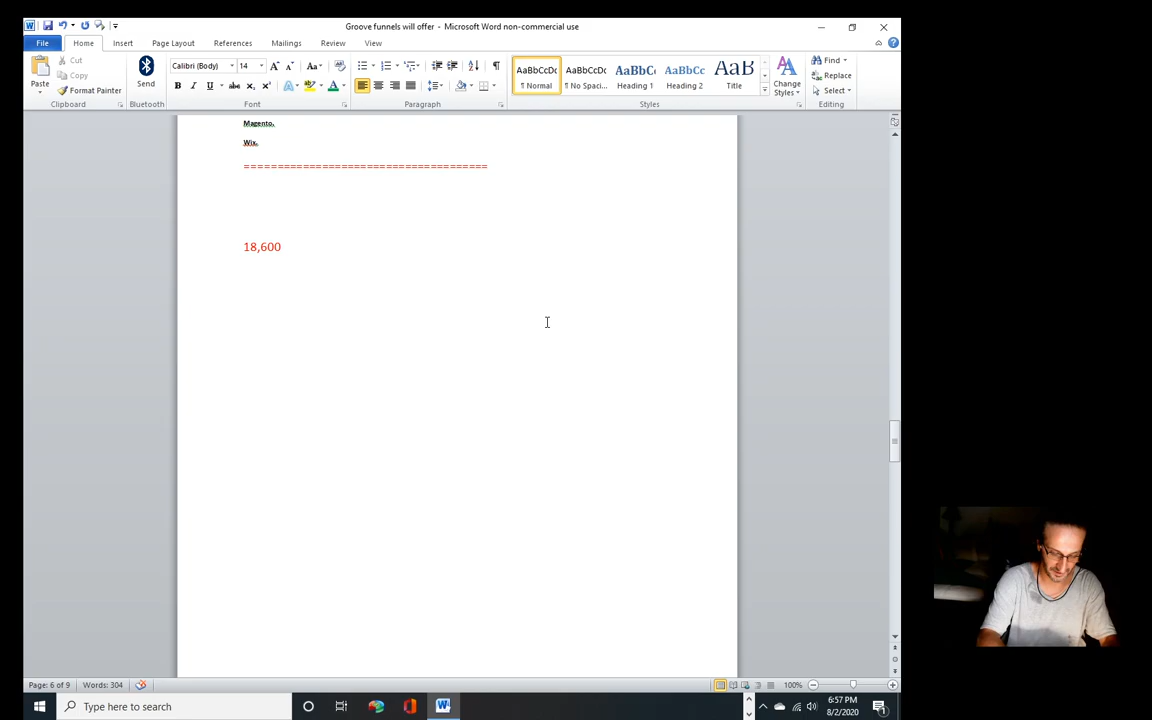 Groove funnels will offer - Microsoft Word non-commercial use
File Home Insert Page Layout References Mailings Review View
Paste
Cut
Copy
Format Painter
Clipboard
Send
Bluetooth
Calibri (Body) 14
Font
Paragraph
AaBbCcDc AaBbCcDc AaBbCc AaBbCc AaB
¶ Normal ¶ No Spaci... Heading 1 Heading 2 Title
Change
Styles
Styles
Find
Replace
Select
Editing
Magento.
Wix.
====================================
18,600
Page: 6 of 9 Words: 304 100%
Type here to search
6:57 PM
8/2/2020